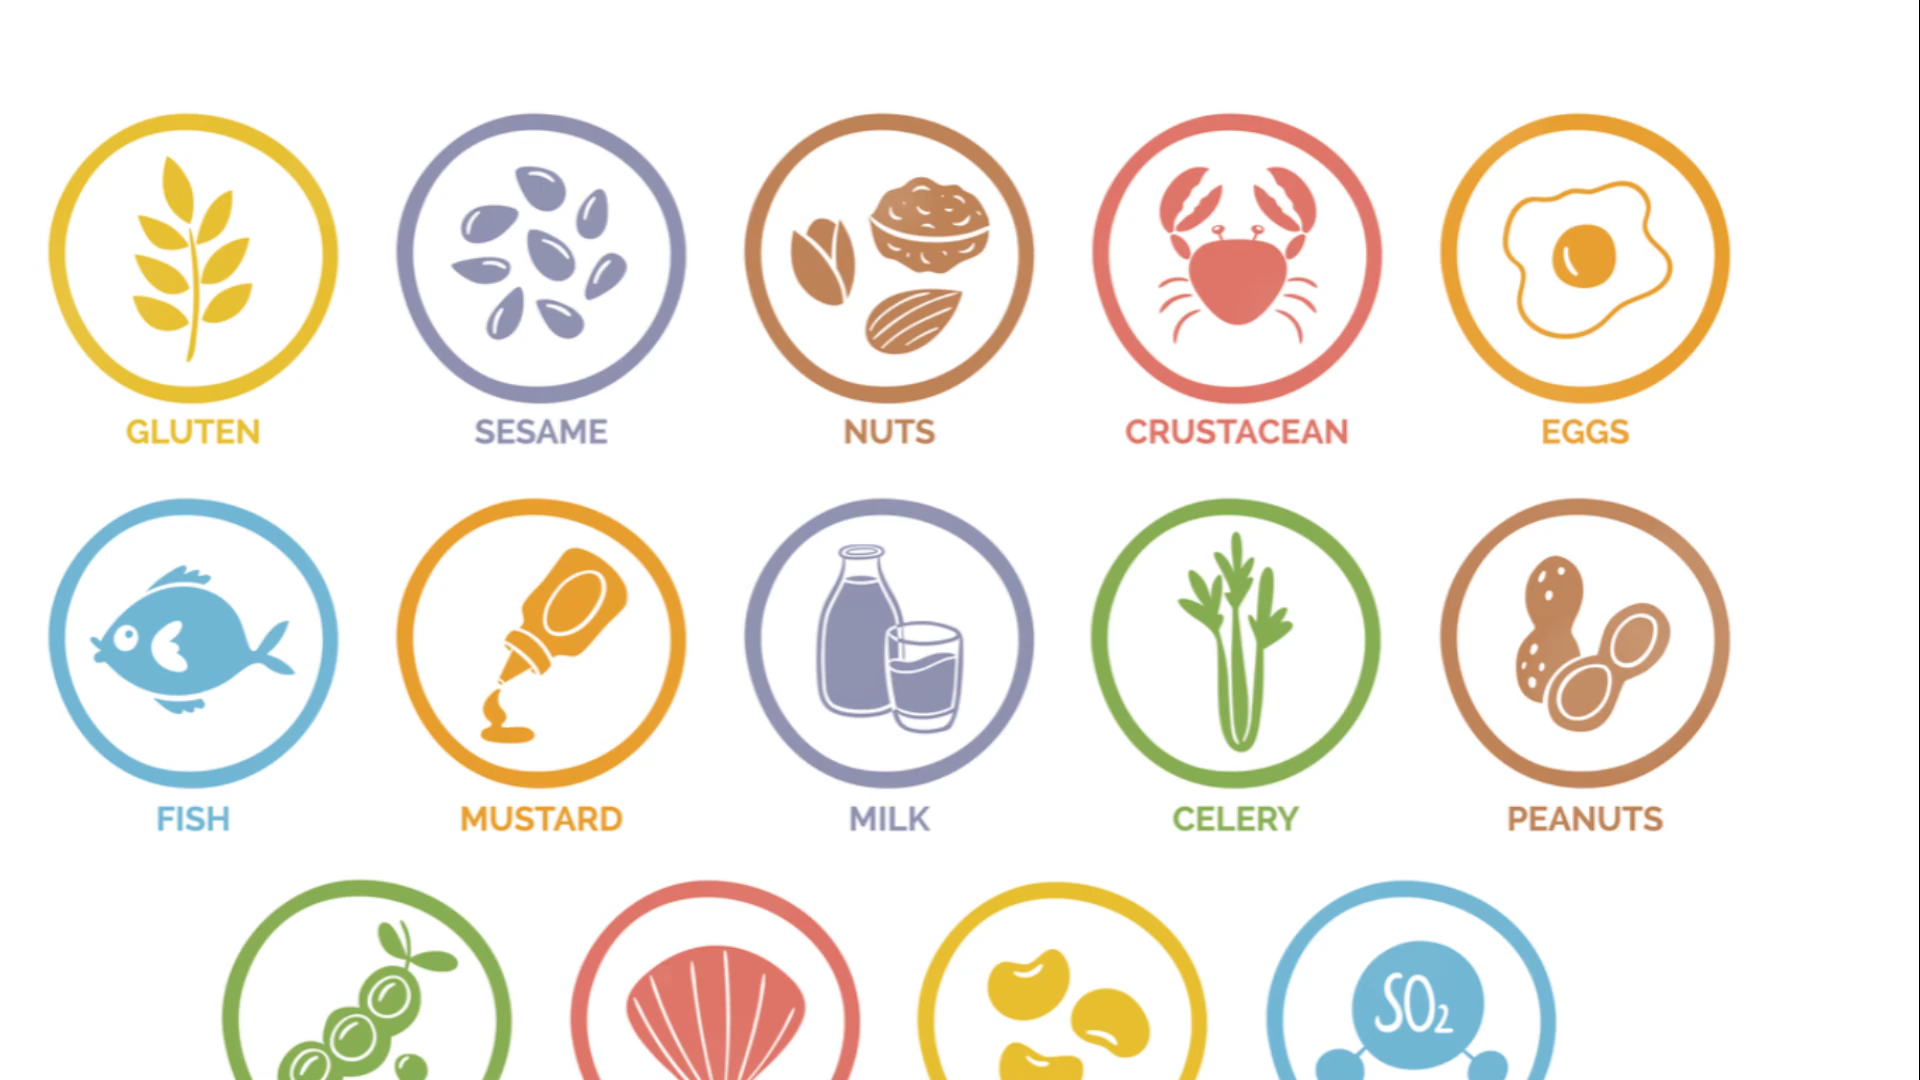 GLUTEN
SESAME
NUTS
CRUSTACEAN
EGGS
FISH
MUSTARD
MILK
CELERY
PEANUTS
SO₂